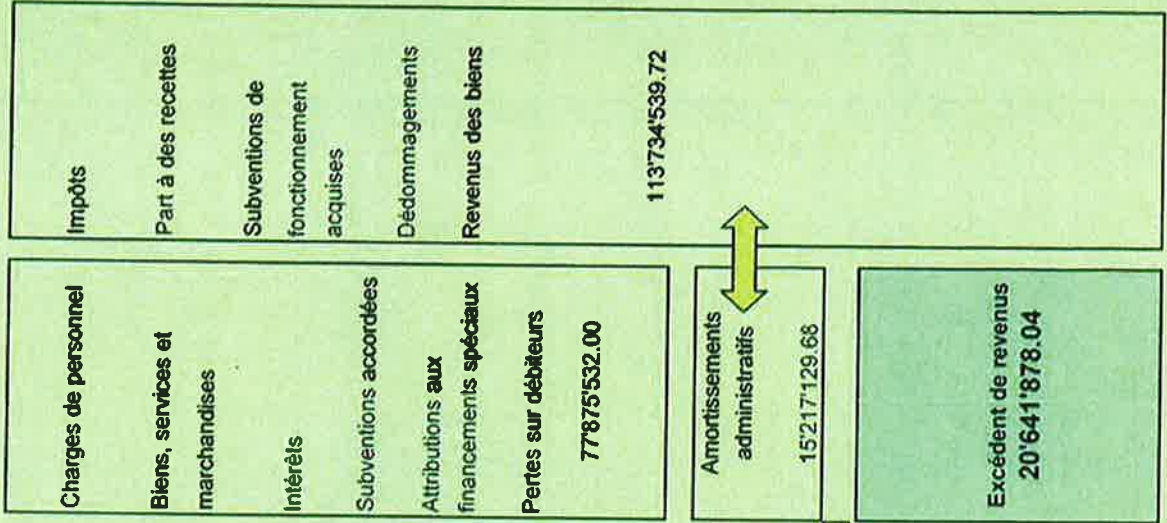 Charges de personnel
Biens, services et
marchandises
Intérêts
Subventions accordées
Attributions aux
financements spéciaux
Pertes sur débiteurs
77'875'532.00
Amortissements
administratifs
15'217'129.68
Excédent de revenus
20'641'878.04
Impôts
Part à des recettes
Subventions de
fonctionnement
acquises
Dédommagements
Revenus des biens
113'734'539.72